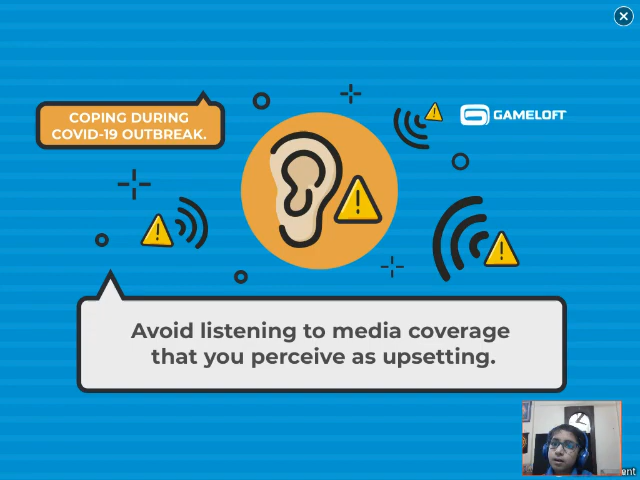 COPING DURING
COVID-19 OUTBREAK.
GAMELOFT
Avoid listening to media coverage
that you perceive as upsetting.